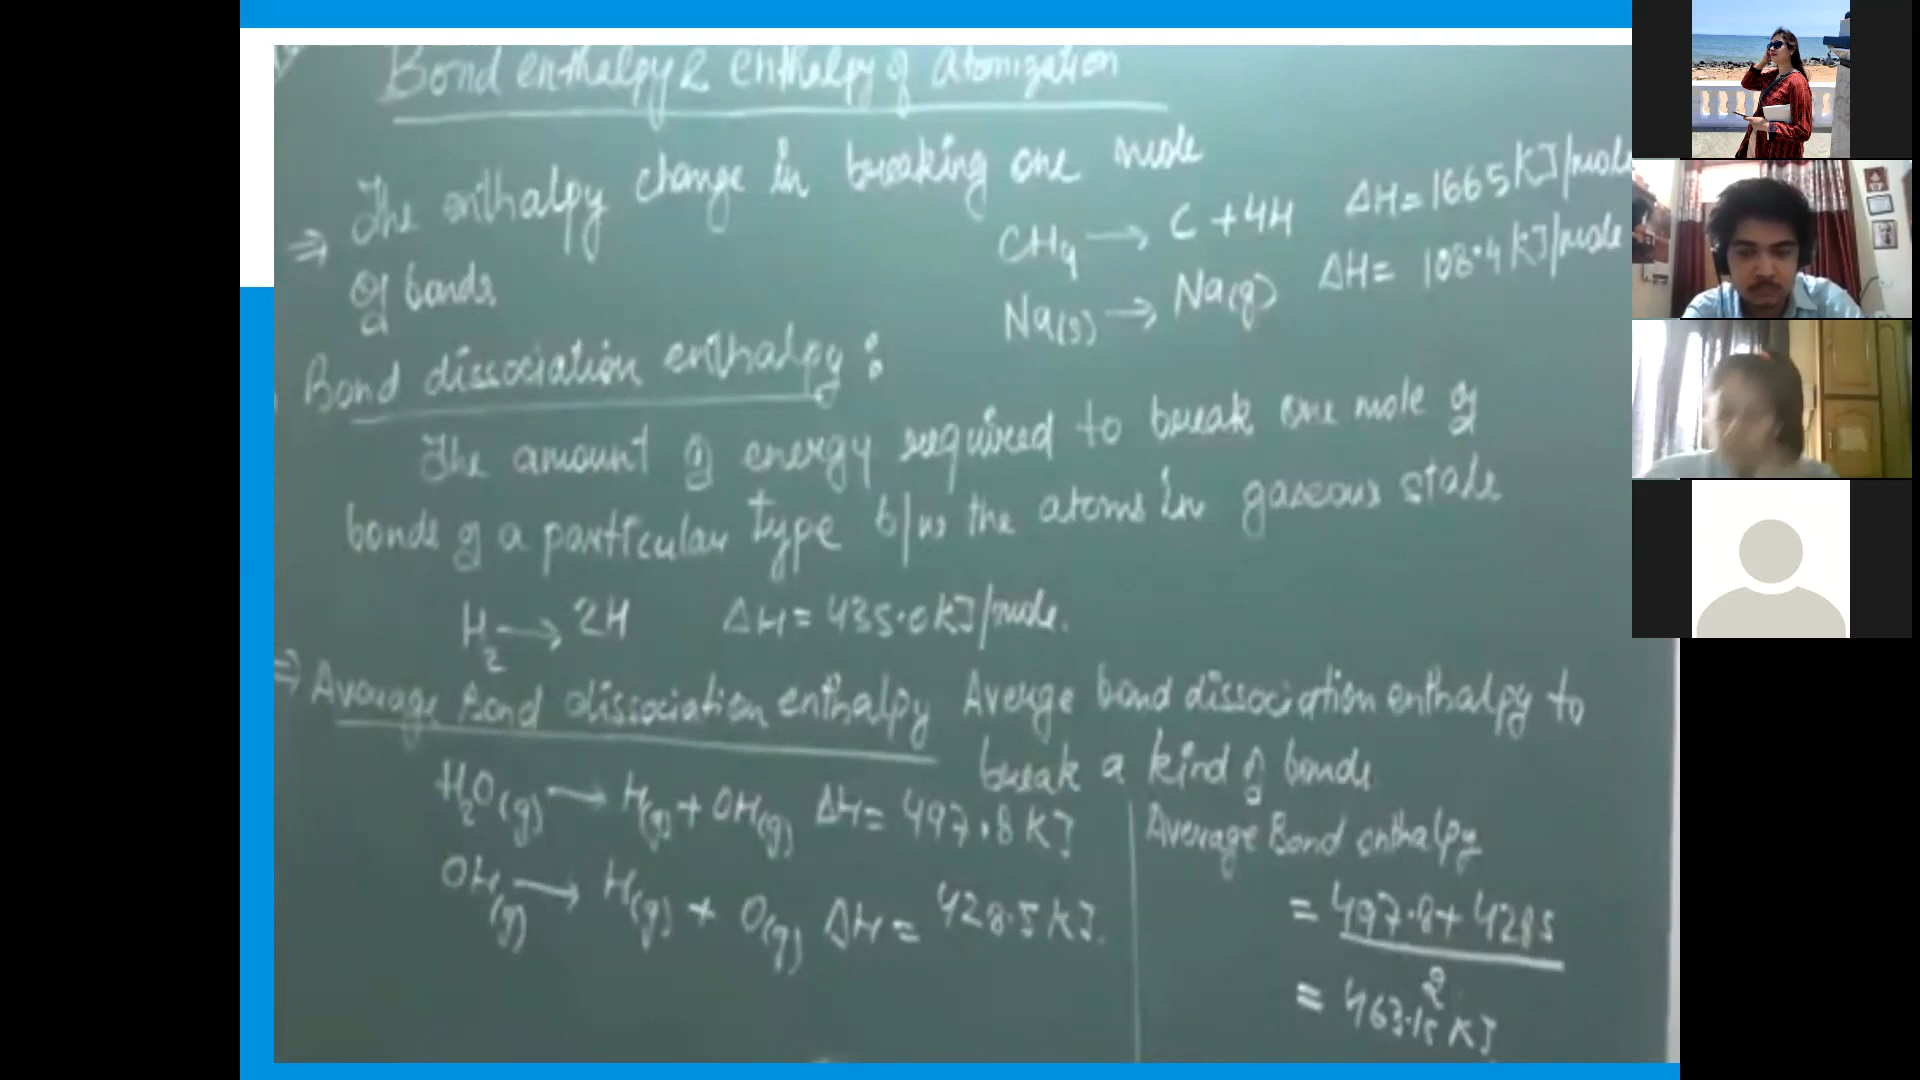 Bond enthalpy & enthalpy of atomization
⇒ The enthalpy change in breaking one mole
of bonds
CH4 → C + 4H ΔH = 1665 KJ/mole
Na(s) → Na(g) ΔH = 108.4 KJ/mole
Bond dissociation enthalpy :
The amount of energy required to break one mole of
bonds of a particular type b/w the atoms in gaseous state
H2 → 2H ΔH = 435.0 KJ/mole.
⇒ Average Bond dissociation enthalpy Averge bond dissociation enthalpy to
break a kind of bonds
H2O(g) → H(g) + OH(g) ΔH = 497.8 KJ
OH(g) → H(g) + O(g) ΔH = 428.5 KJ.
Average Bond enthalpy
= 497.8 + 4285
2
= 463.15 KJ